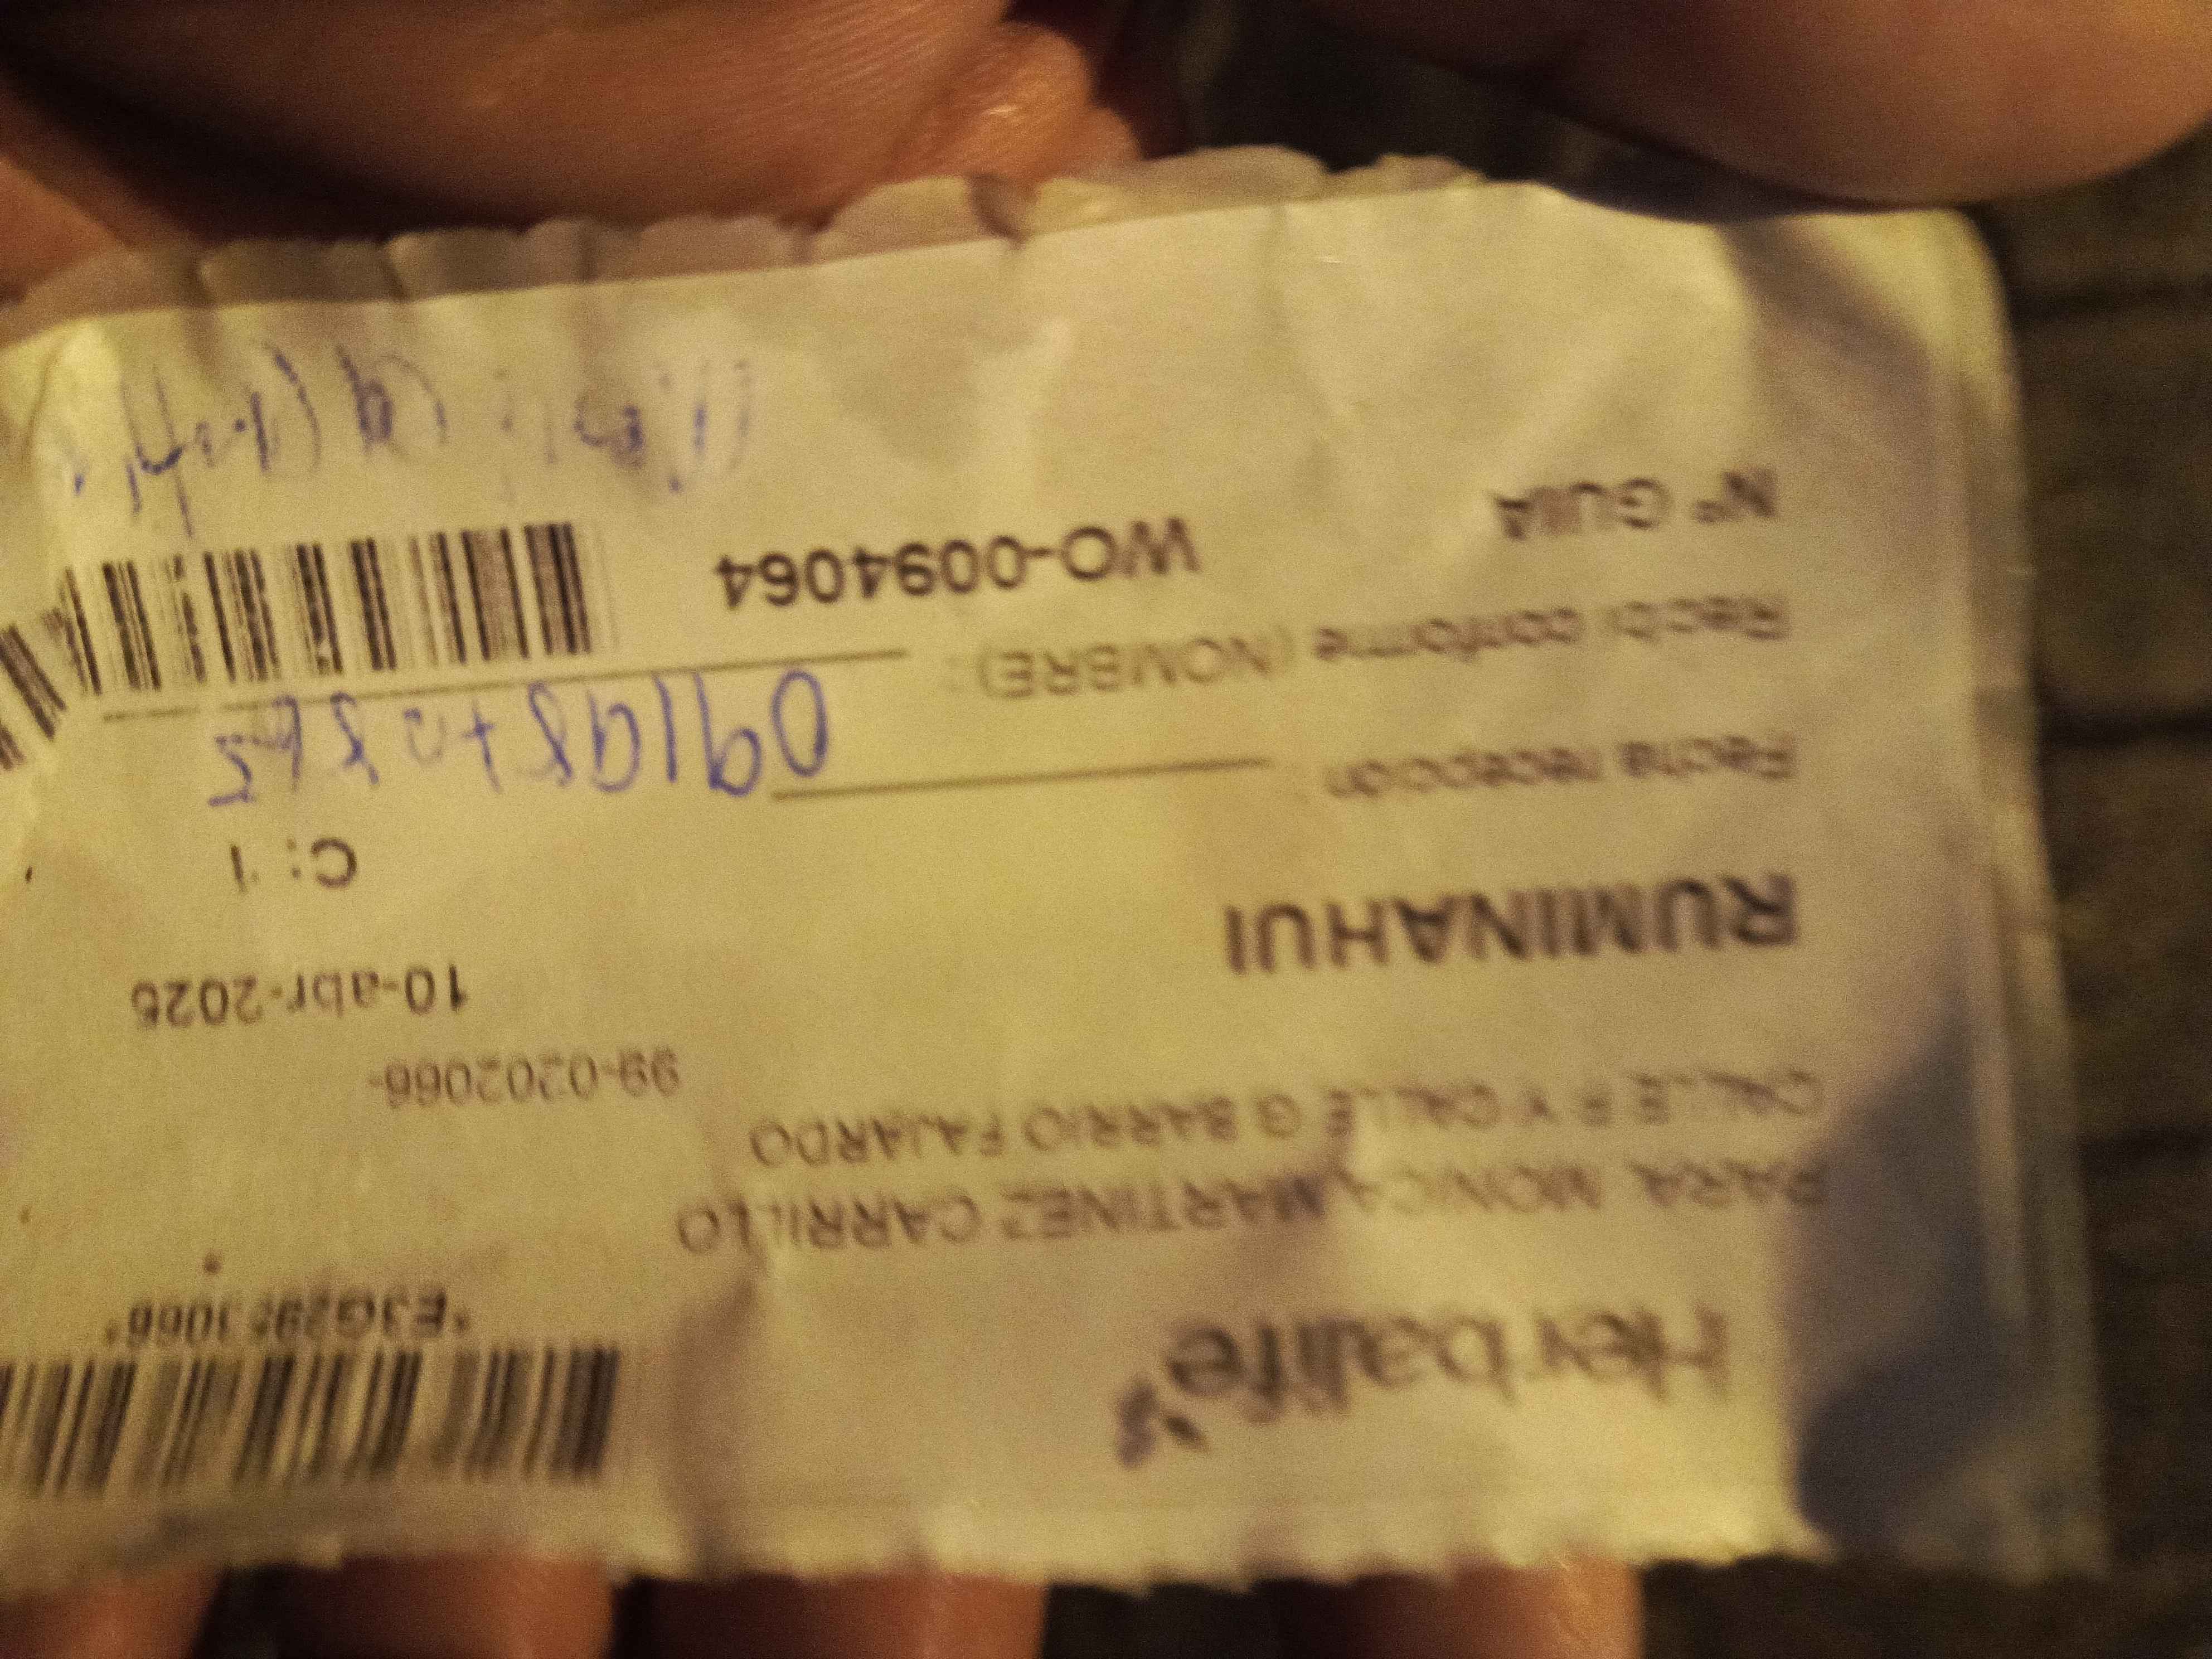 Herbalife
*E3G2953066*
PARA: MONICA MARTINEZ CARRILLO
CALLE F Y CALLE G BARRIO FAJARDO
99-0202066-
10-abr-2025
RUMINAHUI
C: 1
Fecha recepción :
Recibí conforme (NOMBRE) :
WO-0094064
Nº GUIA